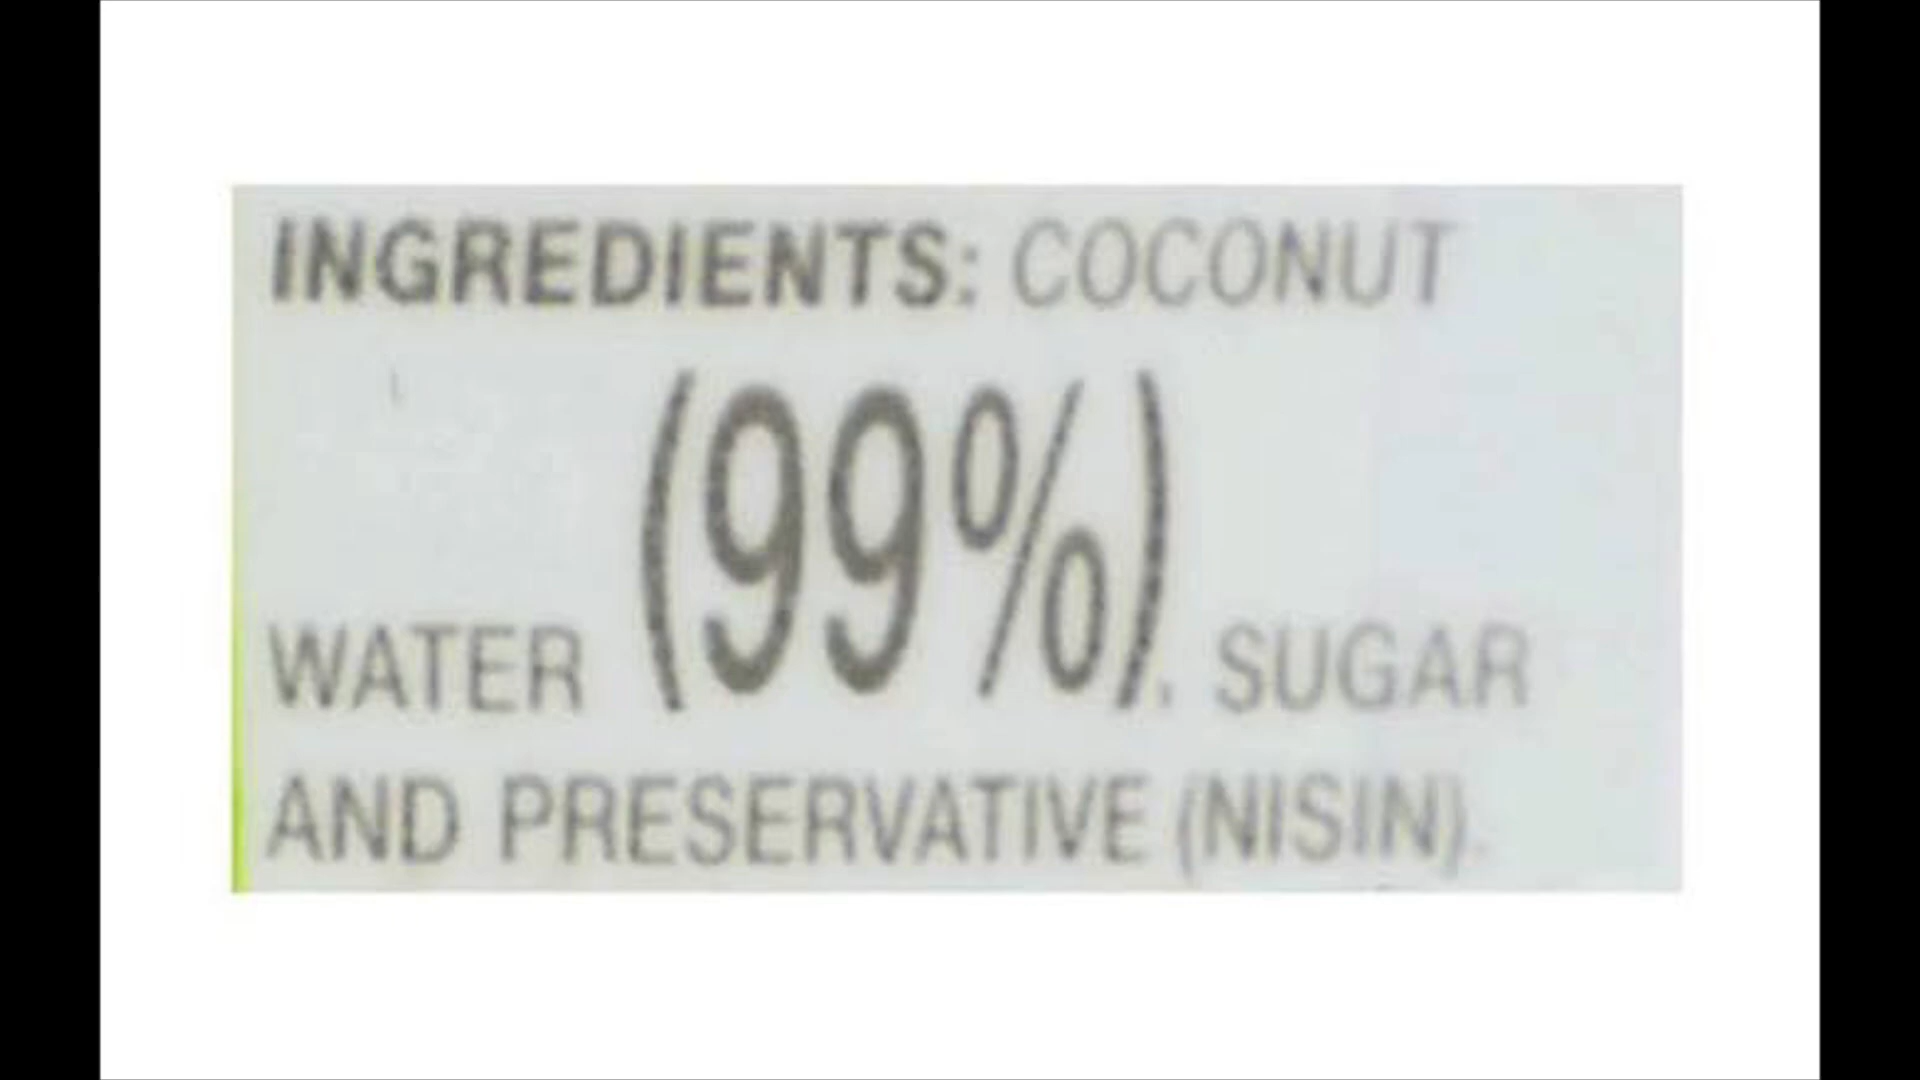 INGREDIENTS: COCONUT
WATER (99%). SUGAR
AND PRESERVATIVE (NISIN).